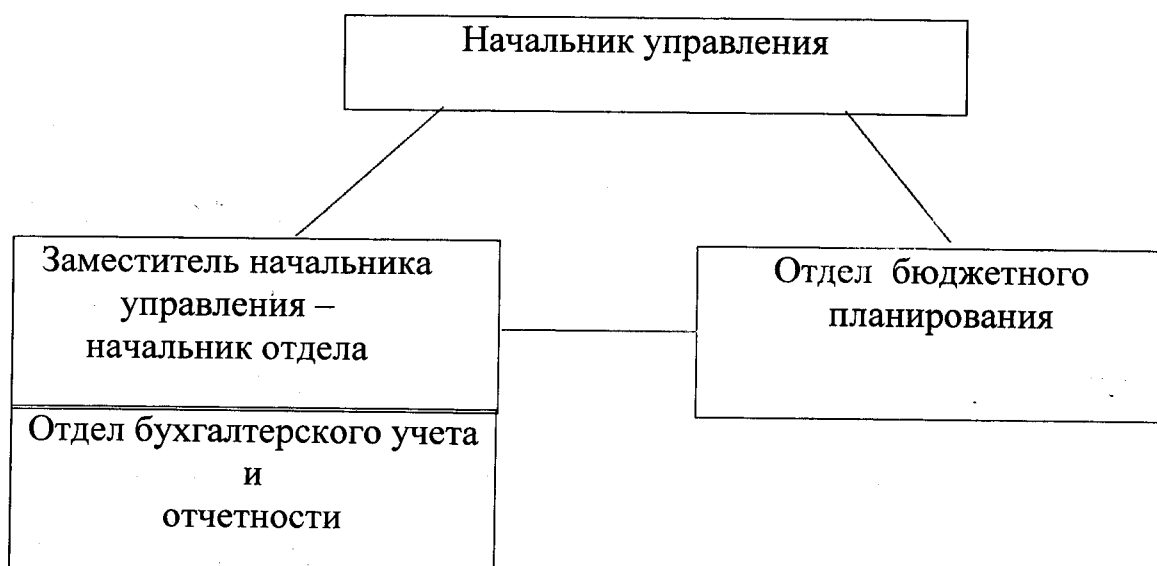 Начальник управления
Заместитель начальника
управления –
начальник отдела
Отдел бюджетного
планирования
Отдел бухгалтерского учета
и
отчетности